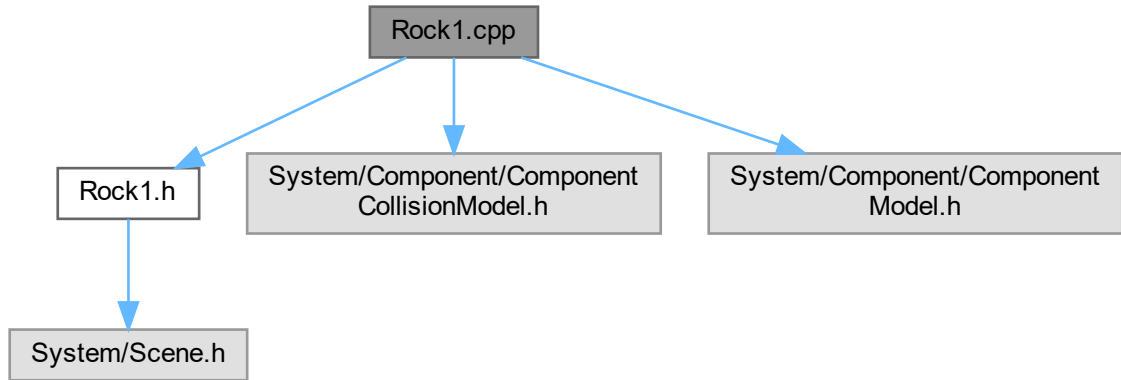 Rock1.cpp
Rock1.h
System/Component/Component
CollisionModel.h
System/Component/Component
Model.h
System/Scene.h